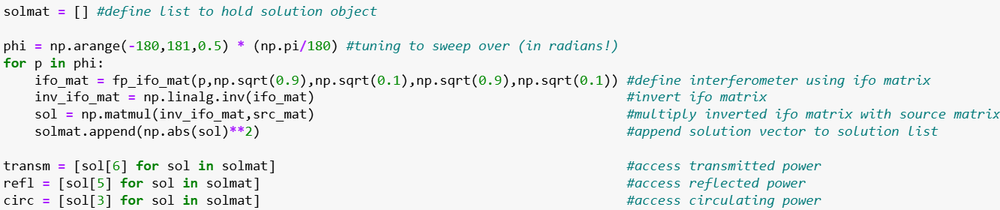 solmat = [] #define list to hold solution object
phi = np.arange(-180,181,0.5) * (np.pi/180) #tuning to sweep over (in radians!)
for p in phi:
    ifo_mat = fp_ifo_mat(p,np.sqrt(0.9),np.sqrt(0.1),np.sqrt(0.9),np.sqrt(0.1)) #define interferometer using ifo matrix
    inv_ifo_mat = np.linalg.inv(ifo_mat)                                        #invert ifo matrix
    sol = np.matmul(inv_ifo_mat,src_mat)                                        #multiply inverted ifo matrix with source matrix
    solmat.append(np.abs(sol)**2)                                               #append solution vector to solution list
transm = [sol[6] for sol in solmat]                                             #access transmitted power
refl = [sol[5] for sol in solmat]                                               #access reflected power
circ = [sol[3] for sol in solmat]                                               #access circulating power